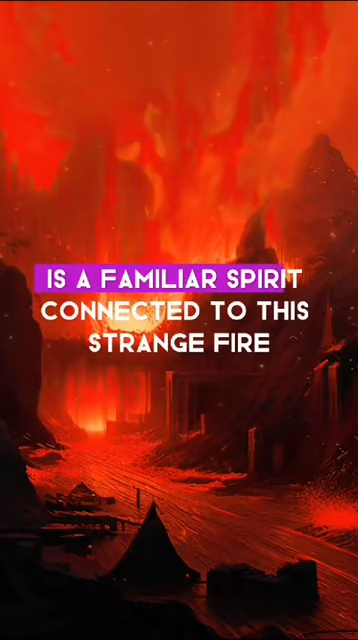 IS A FAMILIAR SPIRIT
CONNECTED TO THIS
STRANGE FIRE